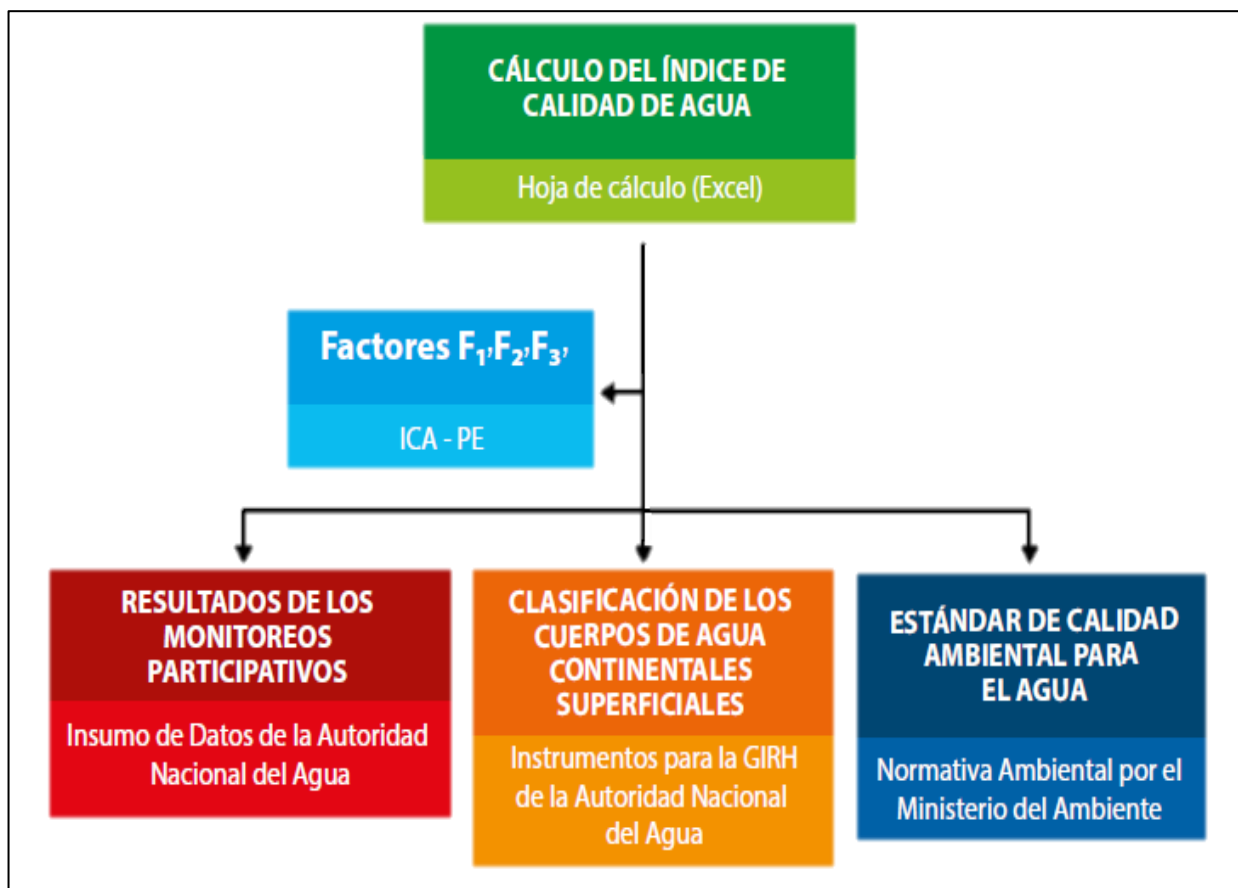 CÁLCULO DEL ÍNDICE DE
CALIDAD DE AGUA
Hoja de cálculo (Excel)
Factores F₁,F₂,F₃,
ICA - PE
RESULTADOS DE LOS
MONITOREOS
PARTICIPATIVOS
Insumo de Datos de la Autoridad
Nacional del Agua
CLASIFICACIÓN DE LOS
CUERPOS DE AGUA
CONTINENTALES
SUPERFICIALES
Instrumentos para la GIRH
de la Autoridad Nacional
del Agua
ESTÁNDAR DE CALIDAD
AMBIENTAL PARA
EL AGUA
Normativa Ambiental por el
Ministerio del Ambiente